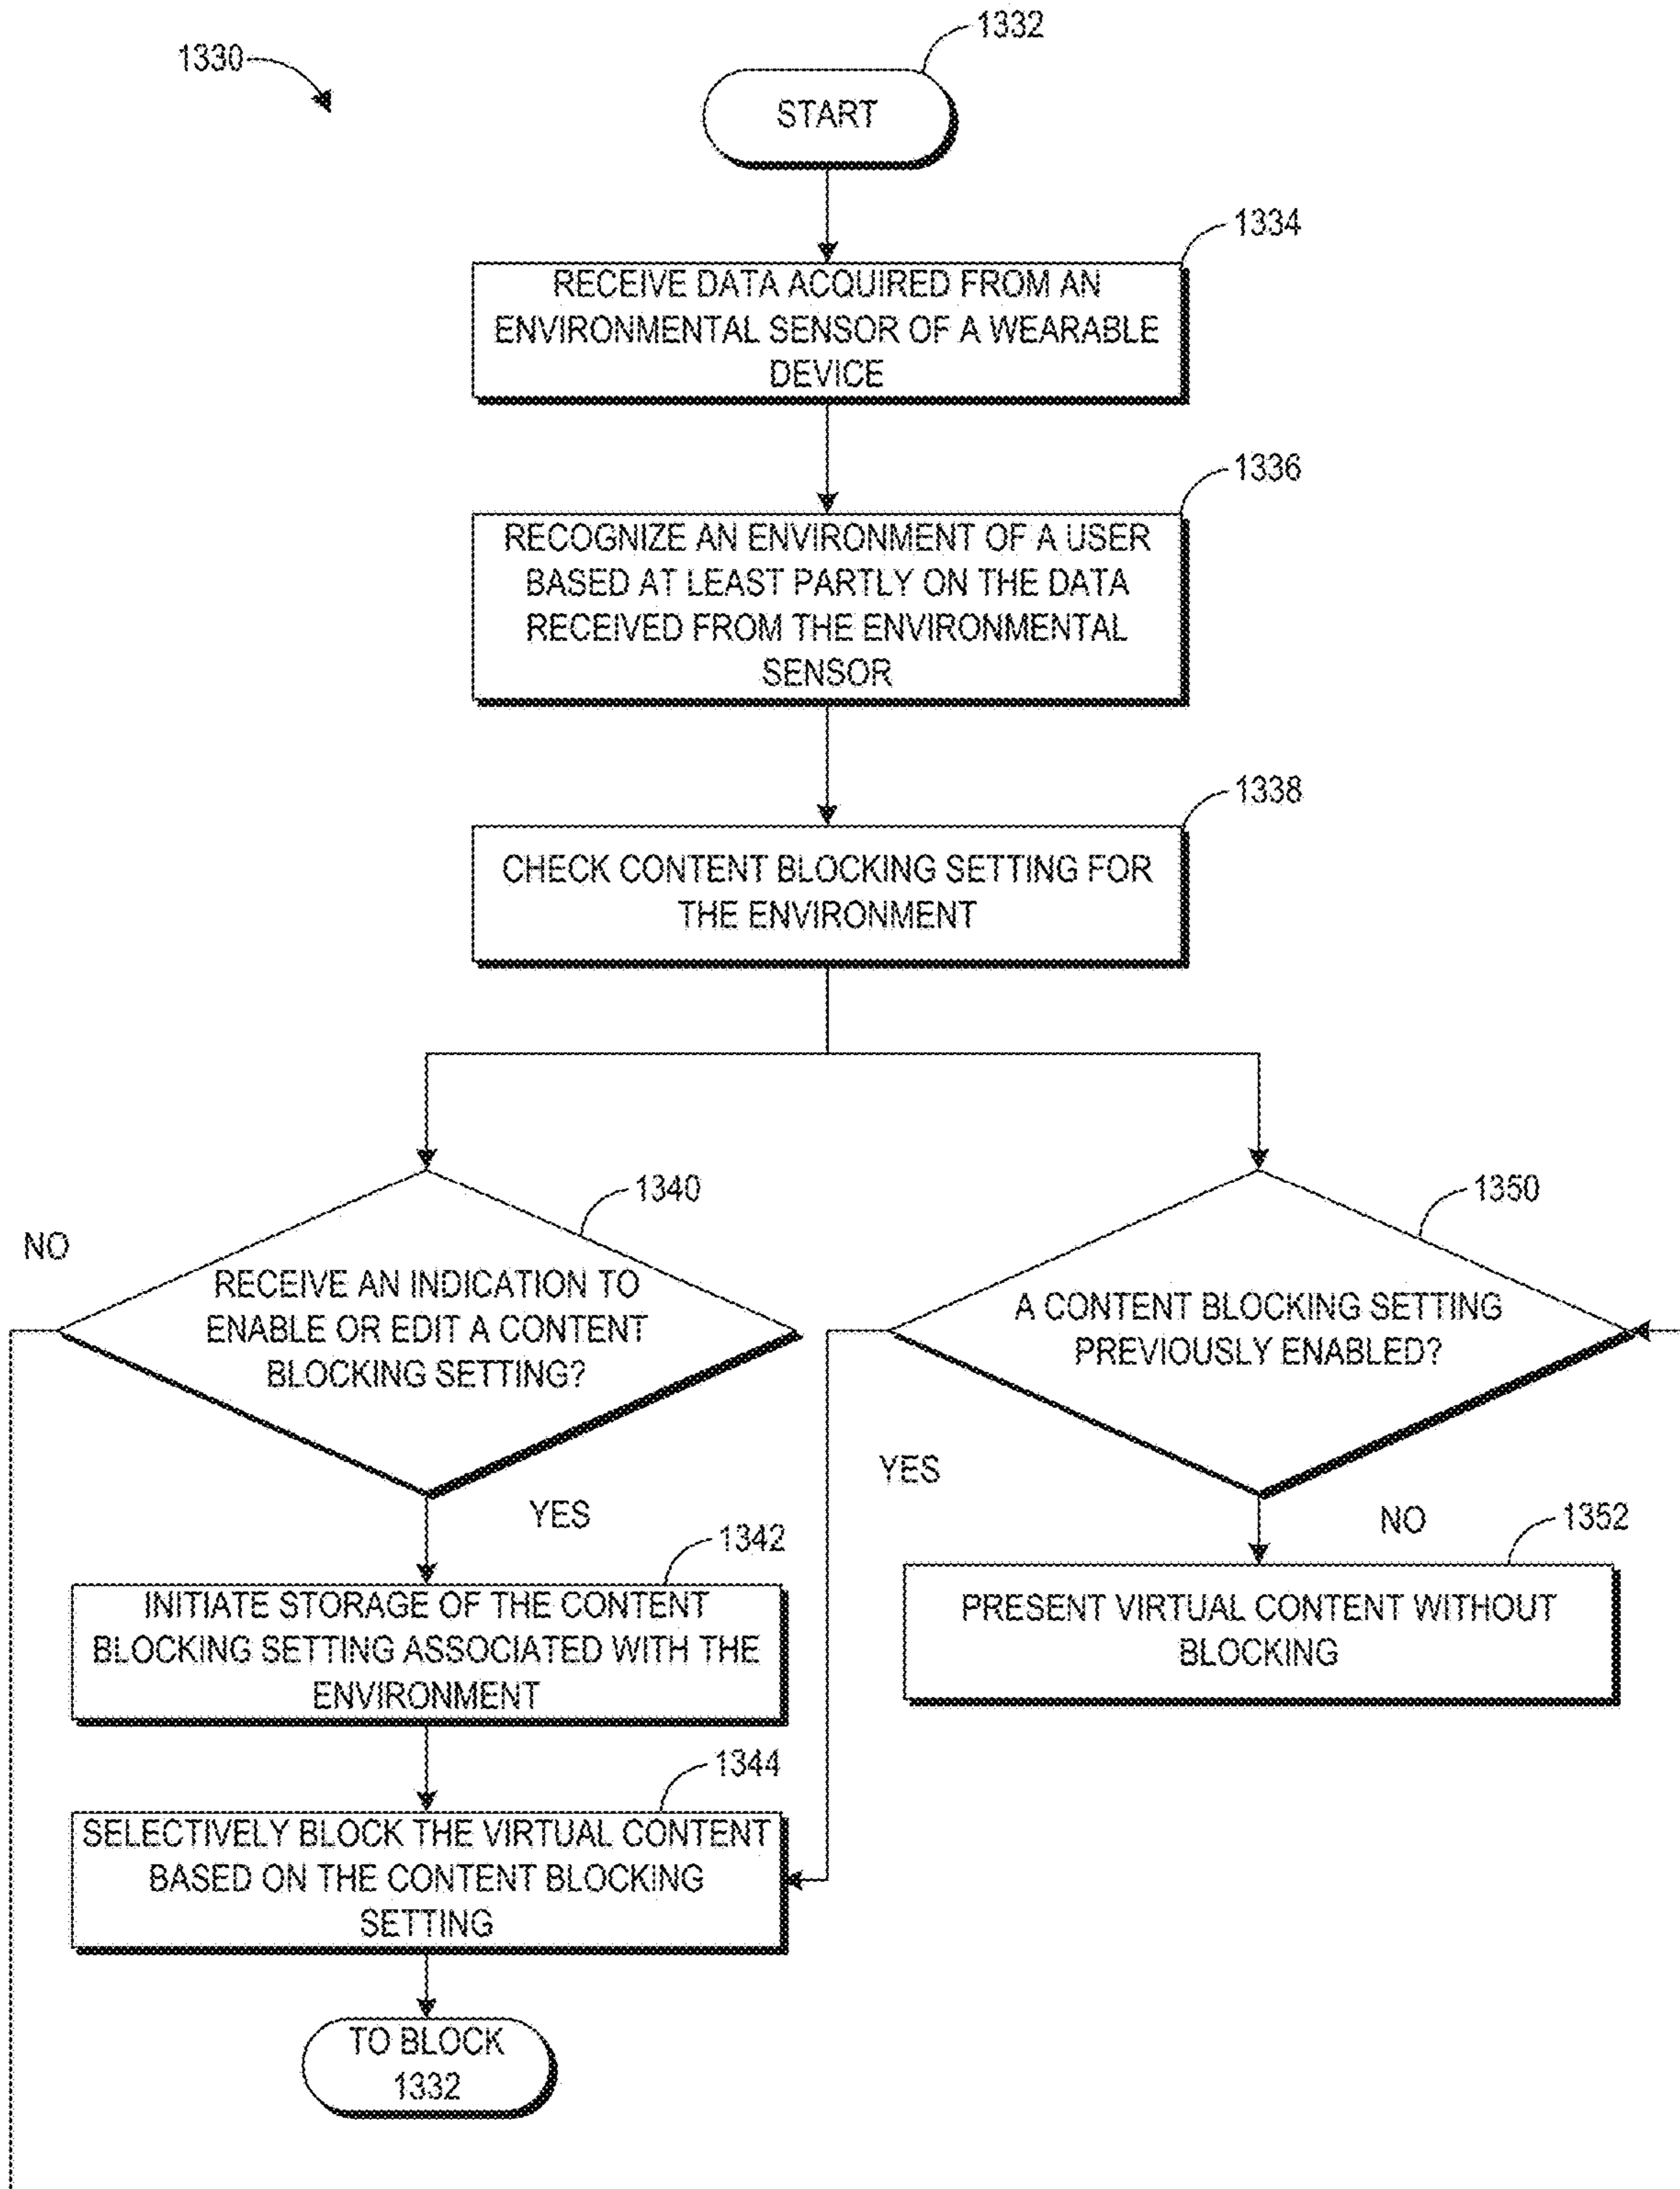 1330
1332
START
1334
RECEIVE DATA ACQUIRED FROM AN
ENVIRONMENTAL SENSOR OF A WEARABLE
DEVICE
1336
RECOGNIZE AN ENVIRONMENT OF A USER
BASED AT LEAST PARTLY ON THE DATA
RECEIVED FROM THE ENVIRONMENTAL
SENSOR
1338
CHECK CONTENT BLOCKING SETTING FOR
THE ENVIRONMENT
1340
NO
RECEIVE AN INDICATION TO
ENABLE OR EDIT A CONTENT
BLOCKING SETTING?
YES
1350
A CONTENT BLOCKING SETTING
PREVIOUSLY ENABLED?
YES
NO
1342
INITIATE STORAGE OF THE CONTENT
BLOCKING SETTING ASSOCIATED WITH THE
ENVIRONMENT
1352
PRESENT VIRTUAL CONTENT WITHOUT
BLOCKING
1344
SELECTIVELY BLOCK THE VIRTUAL CONTENT
BASED ON THE CONTENT BLOCKING
SETTING
TO BLOCK
1332